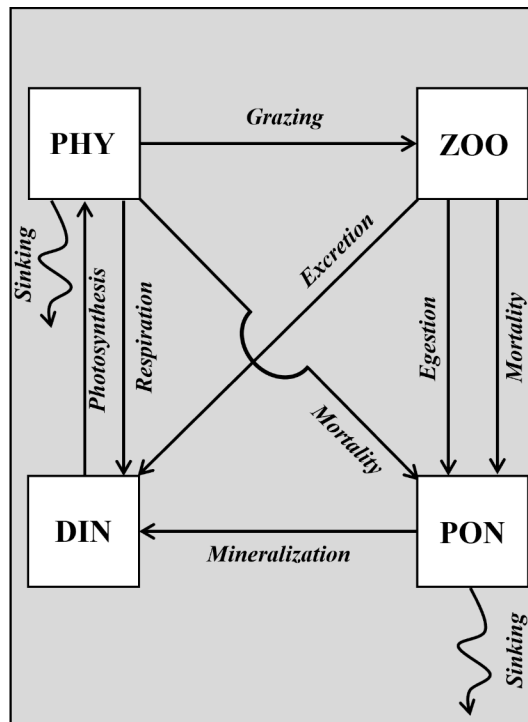 Grazing
PHY
ZOO
Sinking
Photosynthesis
Respiration
Excretion
Egestion
Mortality
Mortality
DIN
PON
Mineralization
Sinking